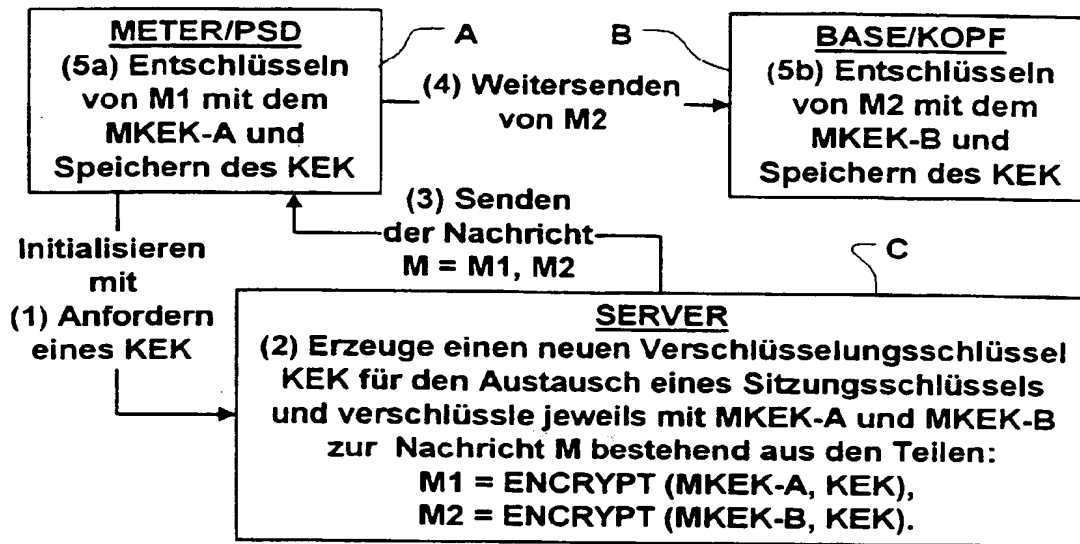 METER/PSD
(5a) Entschlüsseln
von M1 mit dem
MKEK-A und
Speichern des KEK
A
B
(4) Weitersenden
von M2
BASE/KOPF
(5b) Entschlüsseln
von M2 mit dem
MKEK-B und
Speichern des KEK
(3) Senden
der Nachricht
M = M1, M2
Initialisieren
mit
(1) Anfordern
eines KEK
C
SERVER
(2) Erzeuge einen neuen Verschlüsselungsschlüssel
KEK für den Austausch eines Sitzungsschlüssels
und verschlüssle jeweils mit MKEK-A und MKEK-B
zur Nachricht M bestehend aus den Teilen:
M1 = ENCRYPT (MKEK-A, KEK),
M2 = ENCRYPT (MKEK-B, KEK).